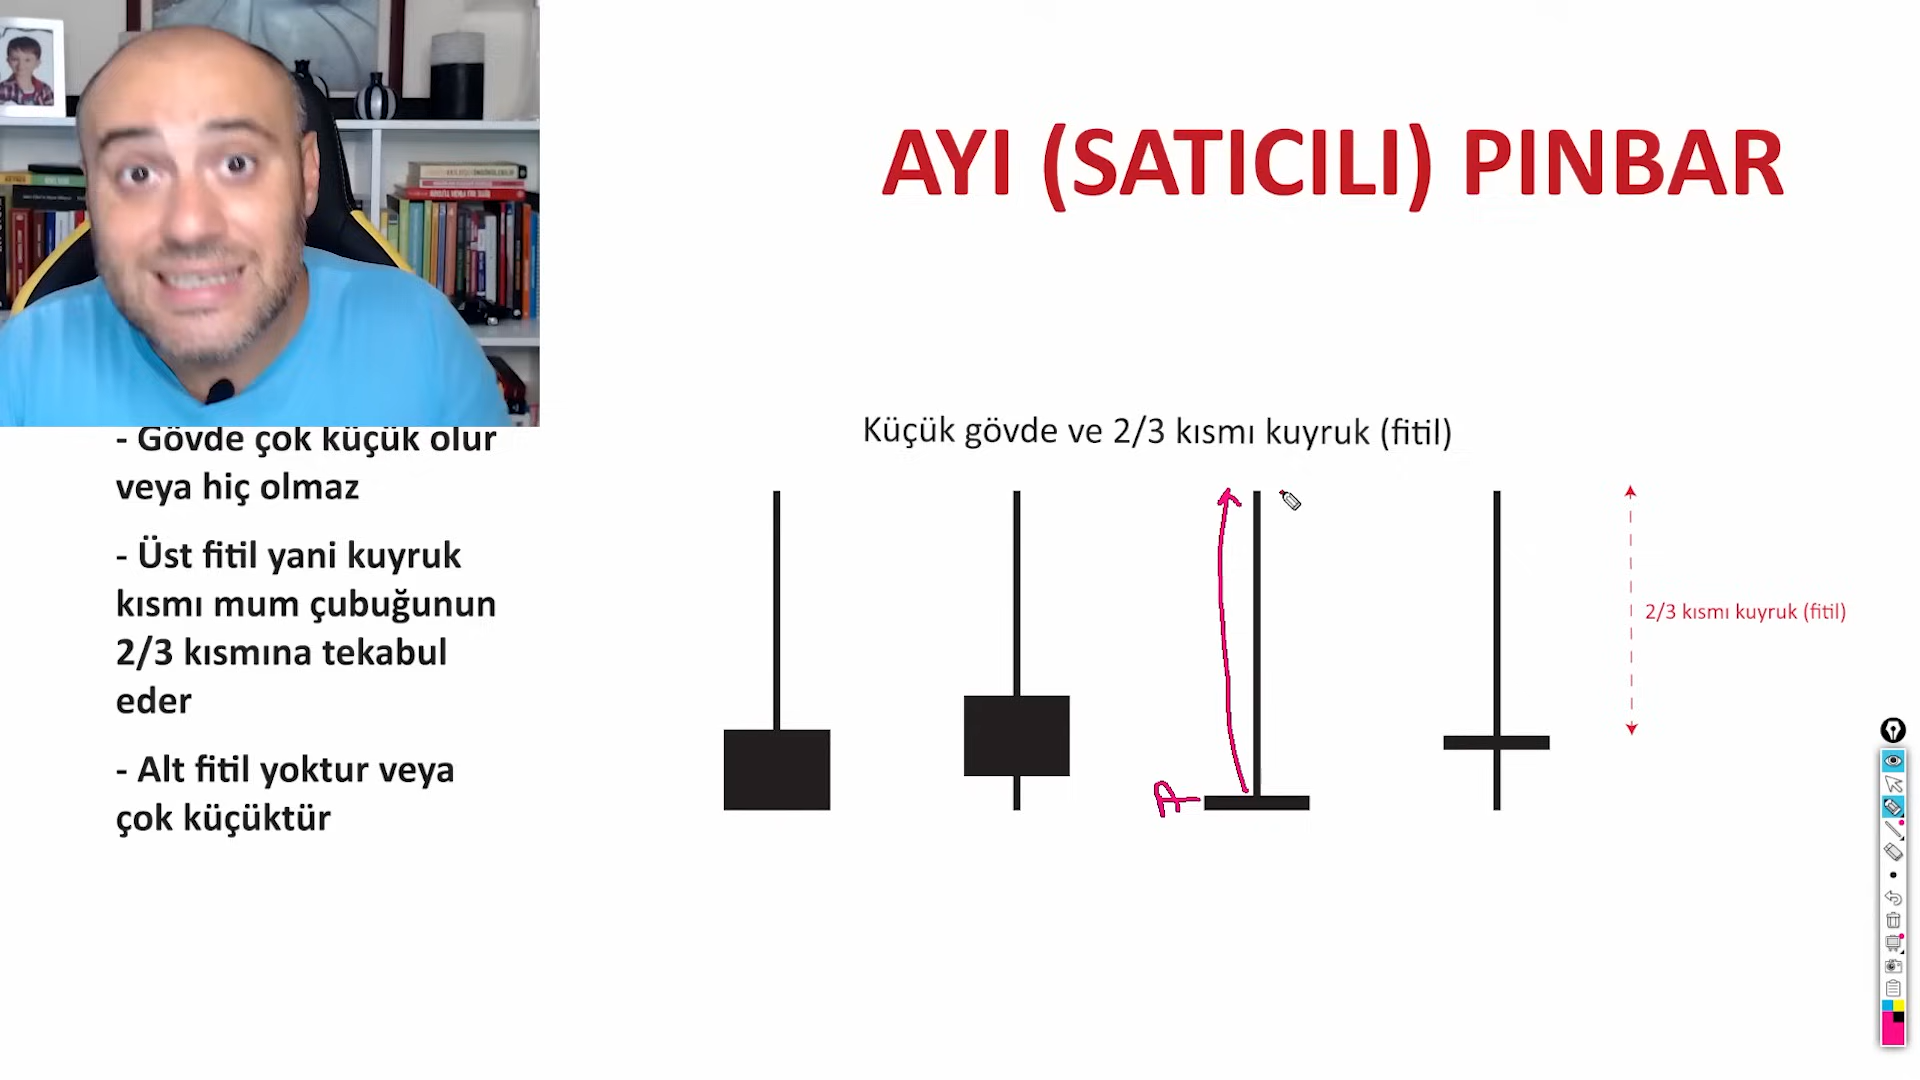 AYI (SATICILI) PINBAR
- Gövde çok küçük olur
veya hiç olmaz
- Üst fitil yani kuyruk
kısmı mum çubuğunun
2/3 kısmına tekabul
eder
- Alt fitil yoktur veya
çok küçüktür
Küçük gövde ve 2/3 kısmı kuyruk (fitil)
2/3 kısmı kuyruk (fitil)
A